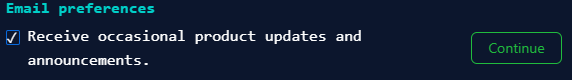 Email preferences
Receive occasional product updates and
announcements.
Continue